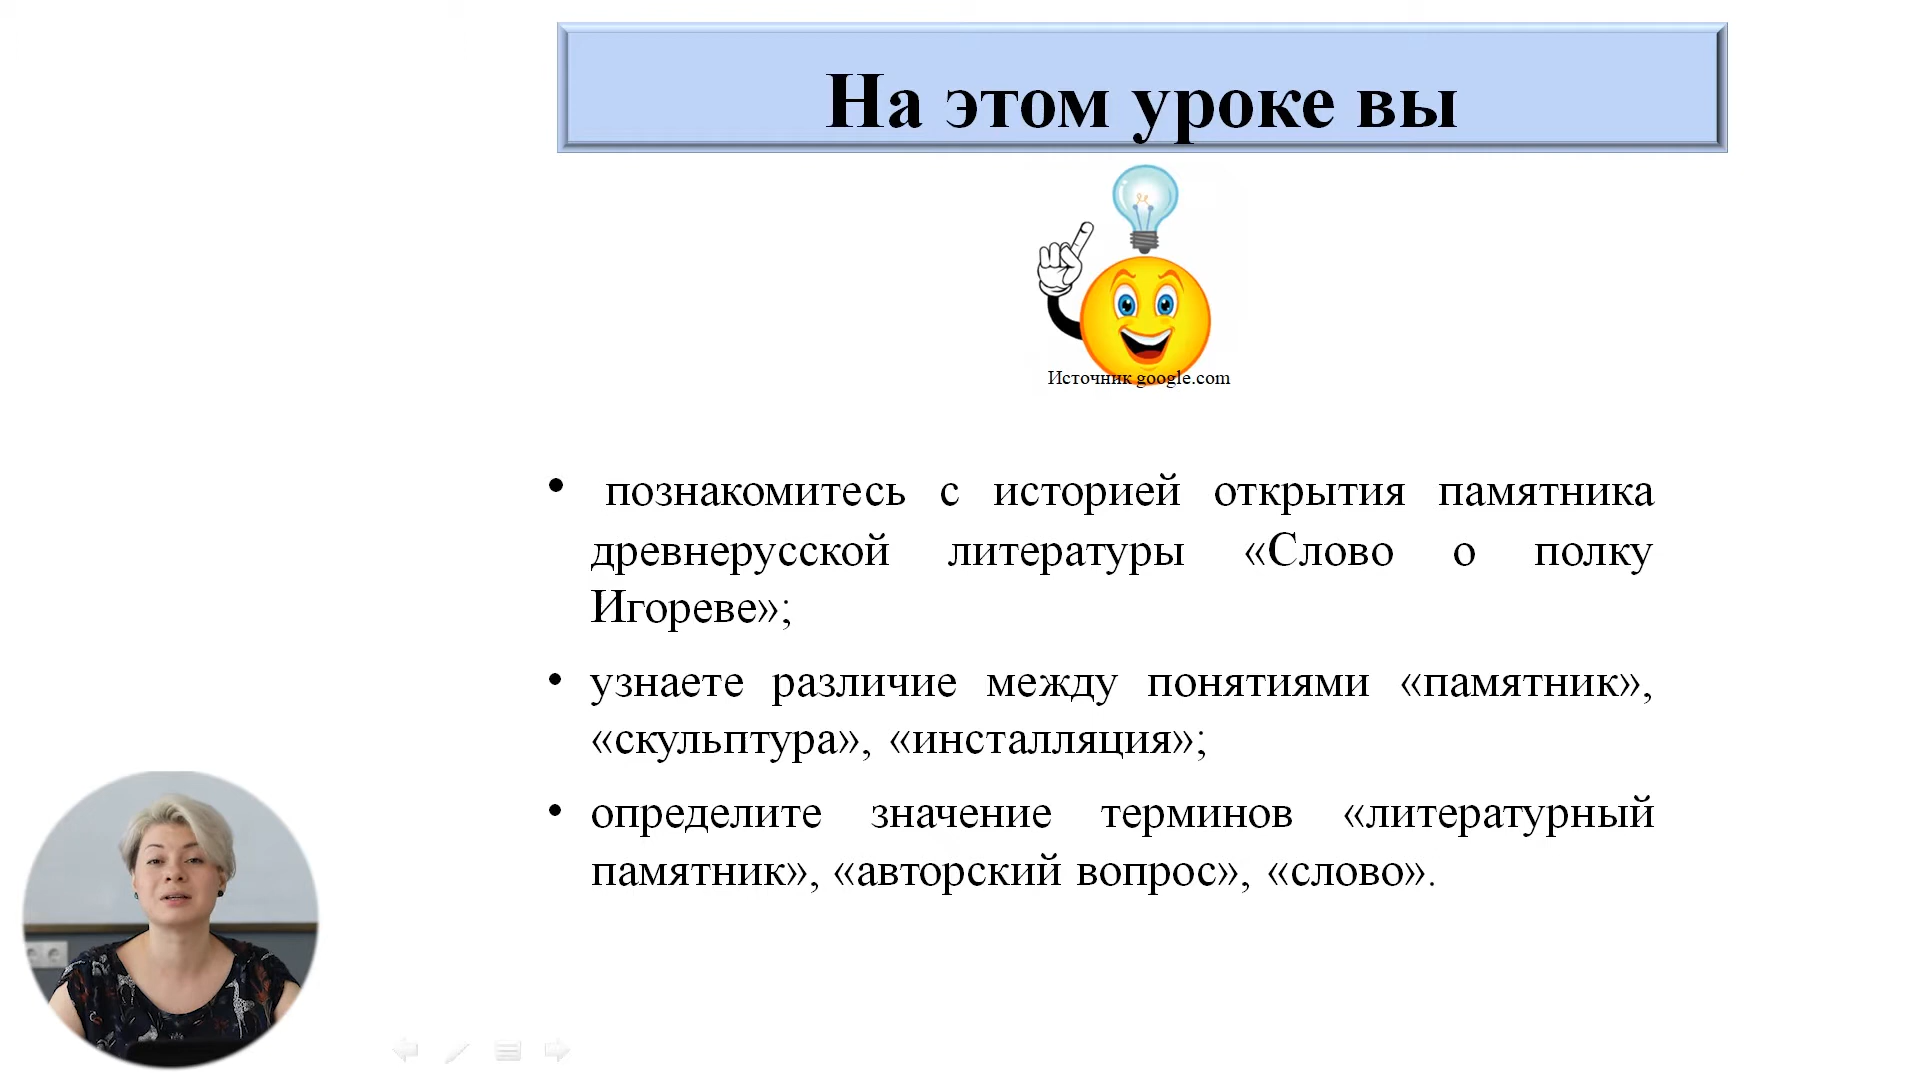 На этом уроке вы
Источник google.com
• познакомитесь с историей открытия памятника
древнерусской литературы «Слово о полку
Игореве»;
• узнаете различие между понятиями «памятник»,
«скульптура», «инсталляция»;
• определите значение терминов «литературный
памятник», «авторский вопрос», «слово».